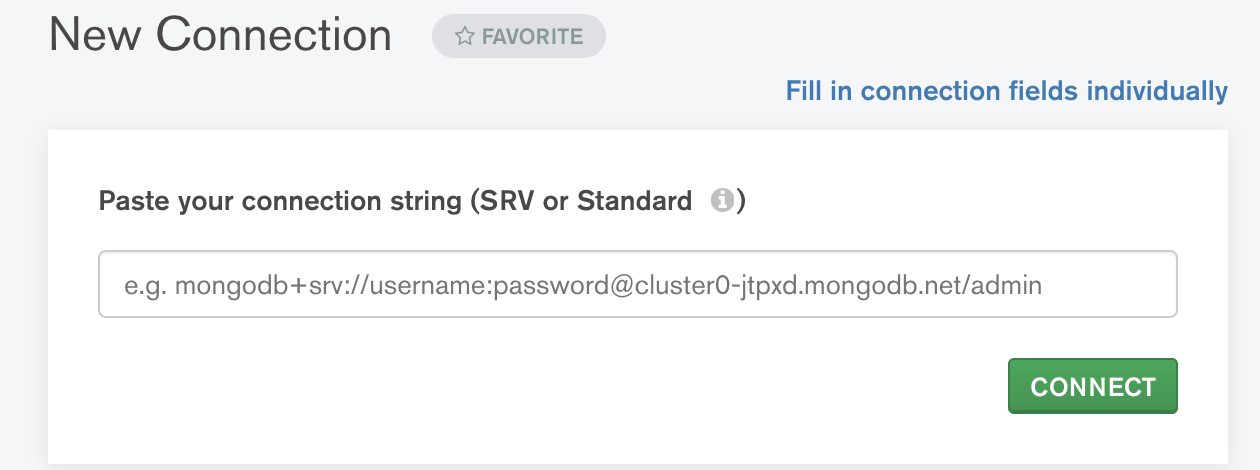 New Connection
FAVORITE
Fill in connection fields individually
Paste your connection string (SRV or Standard )
e.g. mongodb+srv://username:password@cluster0-jtpxd.mongodb.net/admin
CONNECT